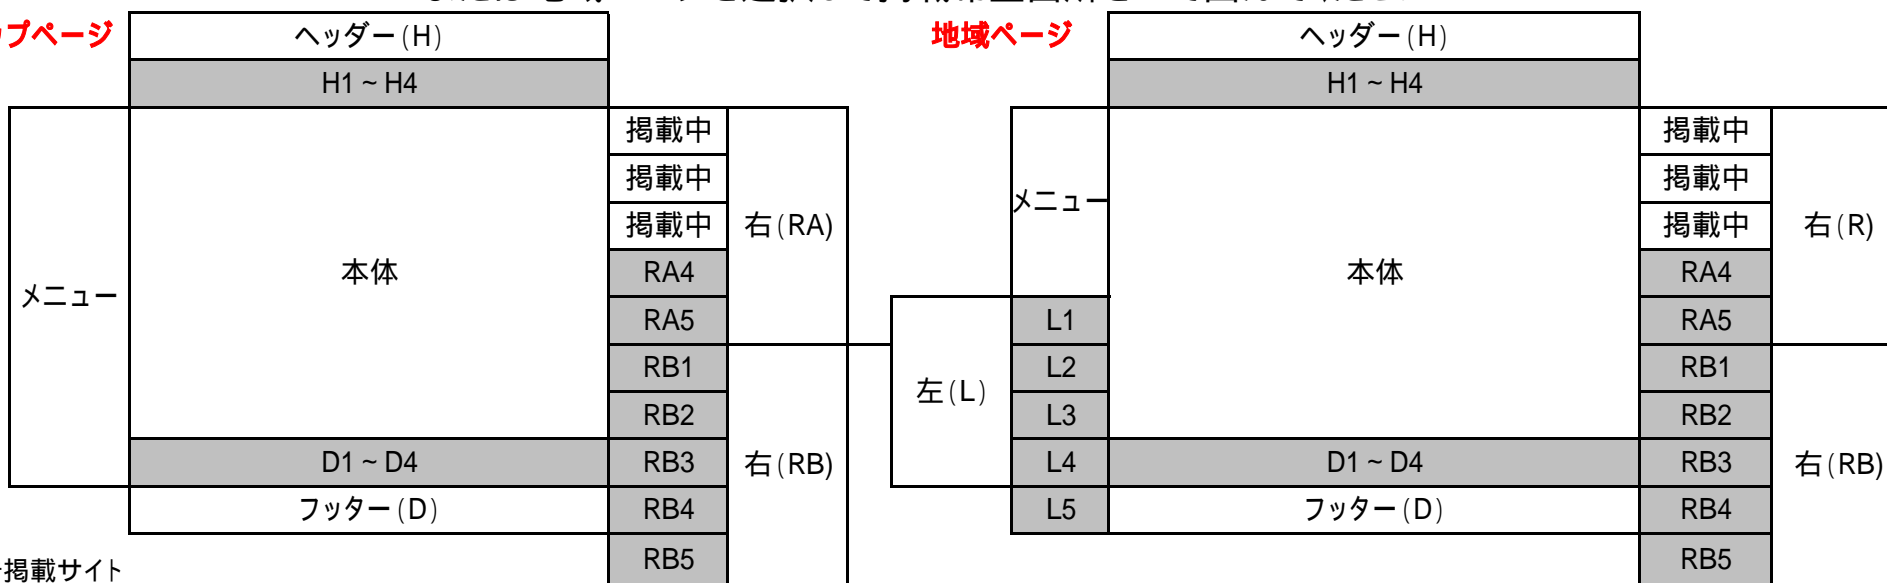 プページ
ヘッダー(H)
H1 ~ H4
メニュー
本体
掲載中
掲載中
掲載中
RA4
RA5
RB1
RB2
RB3
RB4
RB5
右(RA)
右(RB)
D1 ~ D4
フッター(D)
掲載サイト
地域ページ
ヘッダー(H)
H1 ~ H4
メニュー
左(L)
L1
L2
L3
L4
L5
本体
D1 ~ D4
フッター(D)
掲載中
掲載中
掲載中
RA4
RA5
RB1
RB2
RB3
RB4
RB5
右(R)
右(RB)